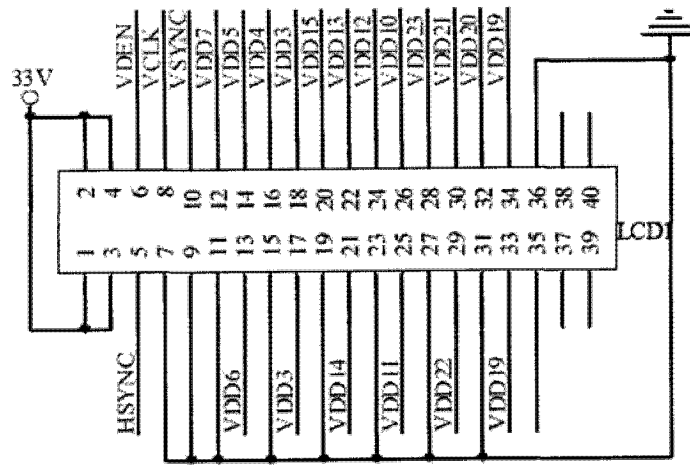 33V
VDEN
VCLK
VSYNC
VDD7
VDD5
VDD4
VDD3
VDD15
VDD13
VDD12
VDD10
VDD23
VDD21
VDD20
VDD19
2 4 6 8 10 12 14 16 18 20 22 24 26 28 30 32 34 36 38 40
1 3 5 7 9 11 13 15 17 19 21 23 25 27 29 31 33 35 37 39
LCD1
HSYNC
VDD6
VDD3
VDD14
VDD11
VDD22
VDD19